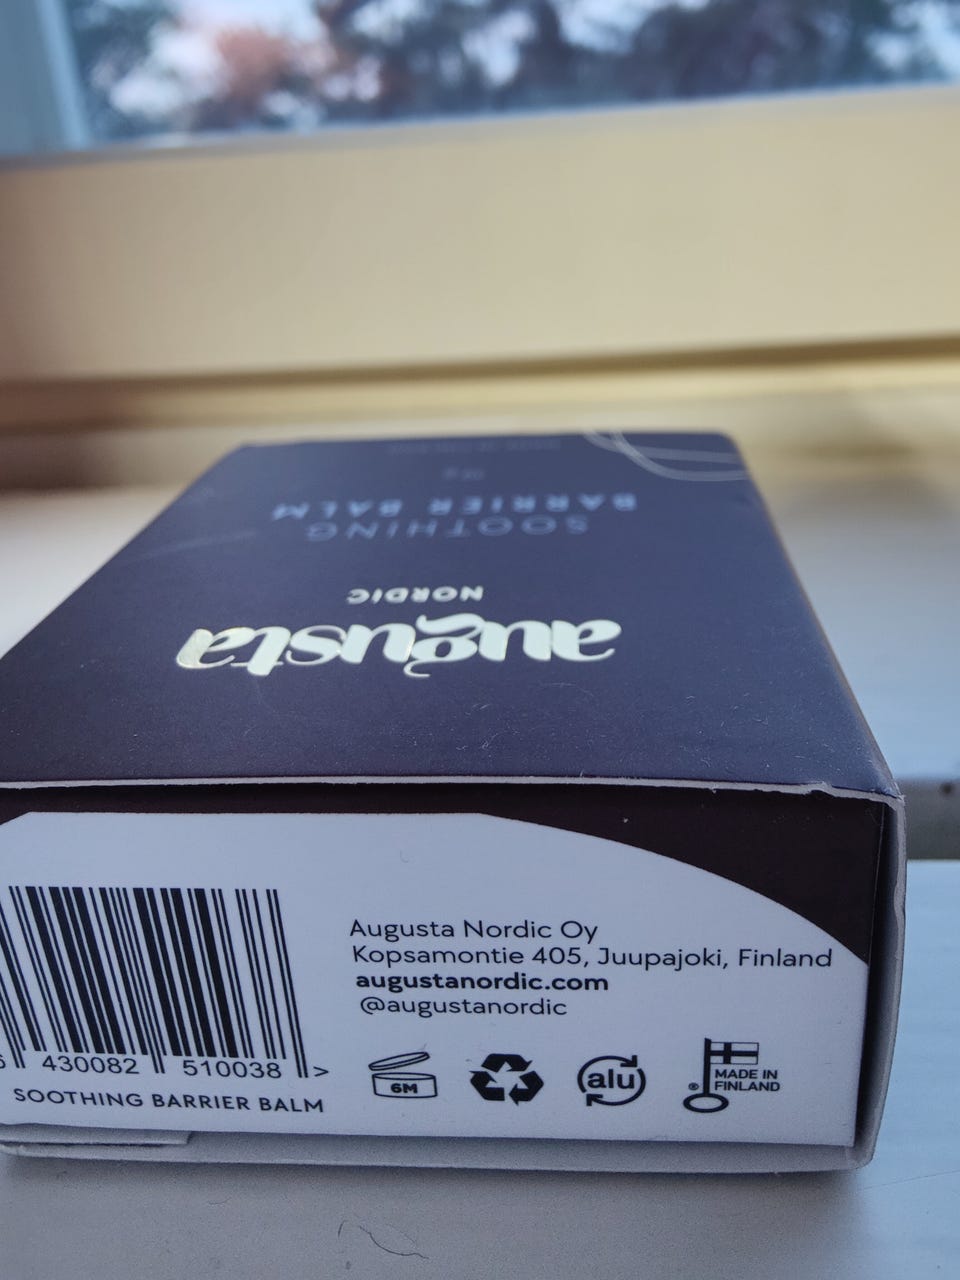 augusta
NORDIC
SOOTHING
BARRIER BALM
Augusta Nordic Oy
Kopsamontie 405, Juupajoki, Finland
augustanordic.com
@augustanordic
6 430082 510038 >
SOOTHING BARRIER BALM
6M
alu
® MADE IN
FINLAND